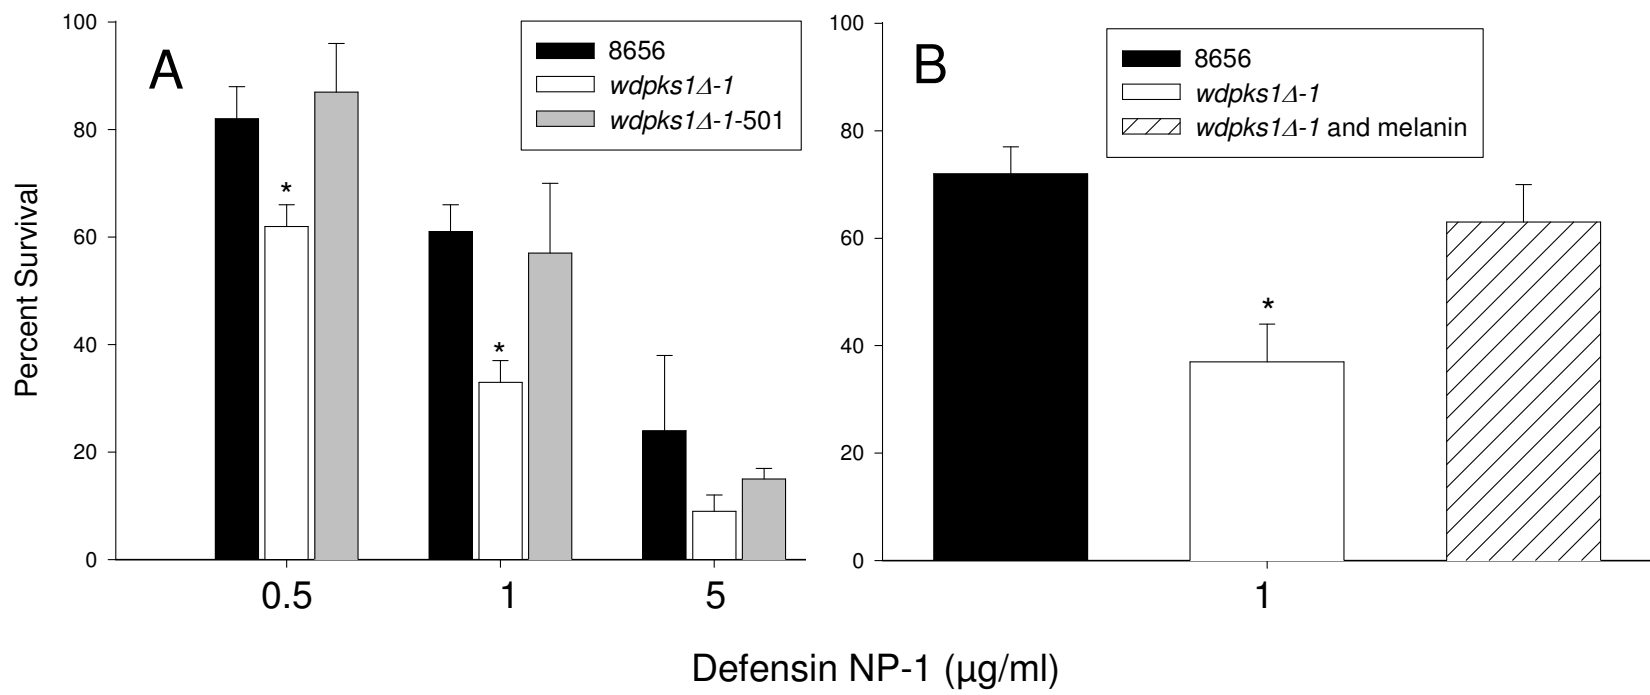 A
8656
wdpks1Δ-1
wdpks1Δ-1-501
Percent Survival
100
80
60
40
20
0
*
*
0.5
1
5
B
8656
wdpks1Δ-1
wdpks1Δ-1 and melanin
100
80
60
40
20
0
*
1
Defensin NP-1 (µg/ml)